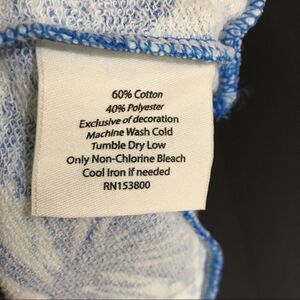 60% Cotton
40% Polyester
Exclusive of decoration
Machine Wash Cold
Tumble Dry Low
Only Non-Chlorine Bleach
Cool Iron if needed
RN153800